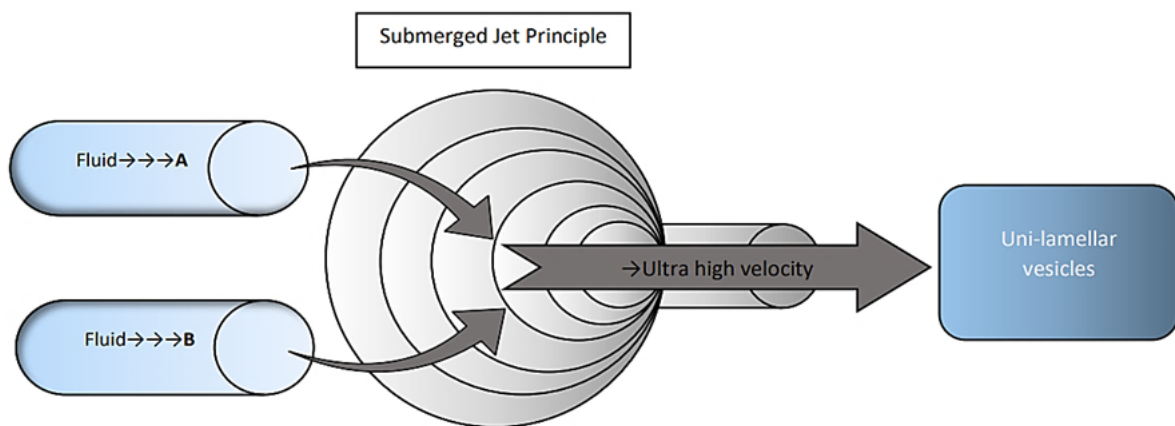 Submerged Jet Principle
Fluid→→→A
→Ultra high velocity
Uni-lamellar
vesicles
Fluid→→→B